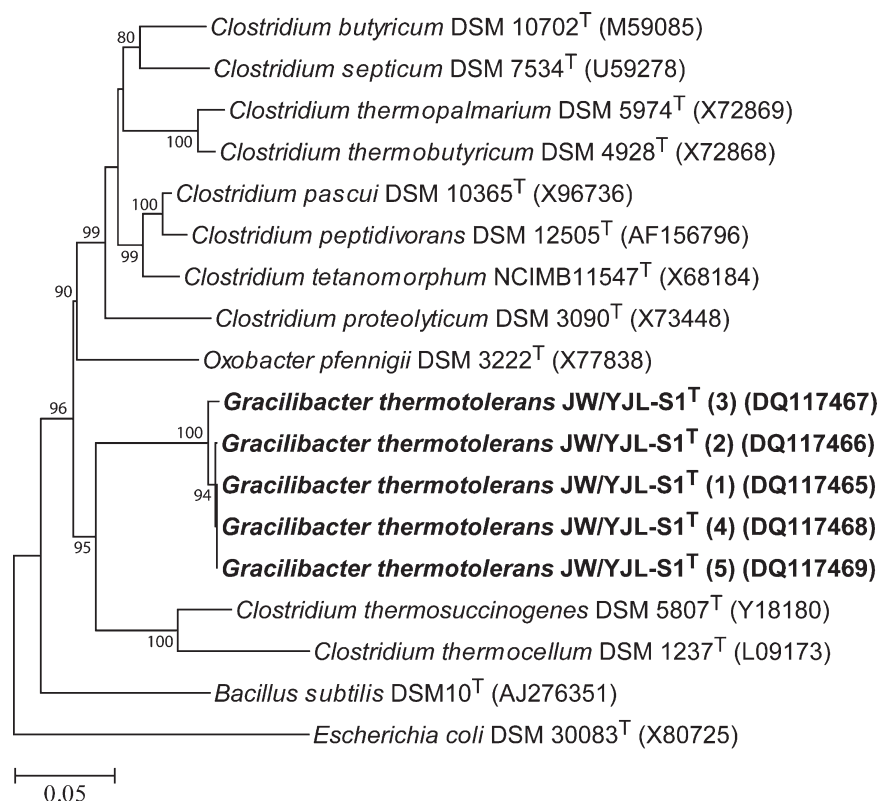 80
Clostridium butyricum DSM 10702T (M59085)
Clostridium septicum DSM 7534T (U59278)
Clostridium thermopalmarium DSM 5974T (X72869)
100
Clostridium thermobutyricum DSM 4928T (X72868)
Clostridium pascui DSM 10365T (X96736)
100
99
Clostridium peptidivorans DSM 12505T (AF156796)
99
Clostridium tetanomorphum NCIMB11547T (X68184)
90
Clostridium proteolyticum DSM 3090T (X73448)
Oxobacter pfennigii DSM 3222T (X77838)
96
Gracilibacter thermotolerans JW/YJL-S1T (3) (DQ117467)
100
Gracilibacter thermotolerans JW/YJL-S1T (2) (DQ117466)
Gracilibacter thermotolerans JW/YJL-S1T (1) (DQ117465)
94
Gracilibacter thermotolerans JW/YJL-S1T (4) (DQ117468)
95
Gracilibacter thermotolerans JW/YJL-S1T (5) (DQ117469)
Clostridium thermosuccinogenes DSM 5807T (Y18180)
100
Clostridium thermocellum DSM 1237T (L09173)
Bacillus subtilis DSM10T (AJ276351)
Escherichia coli DSM 30083T (X80725)
0.05